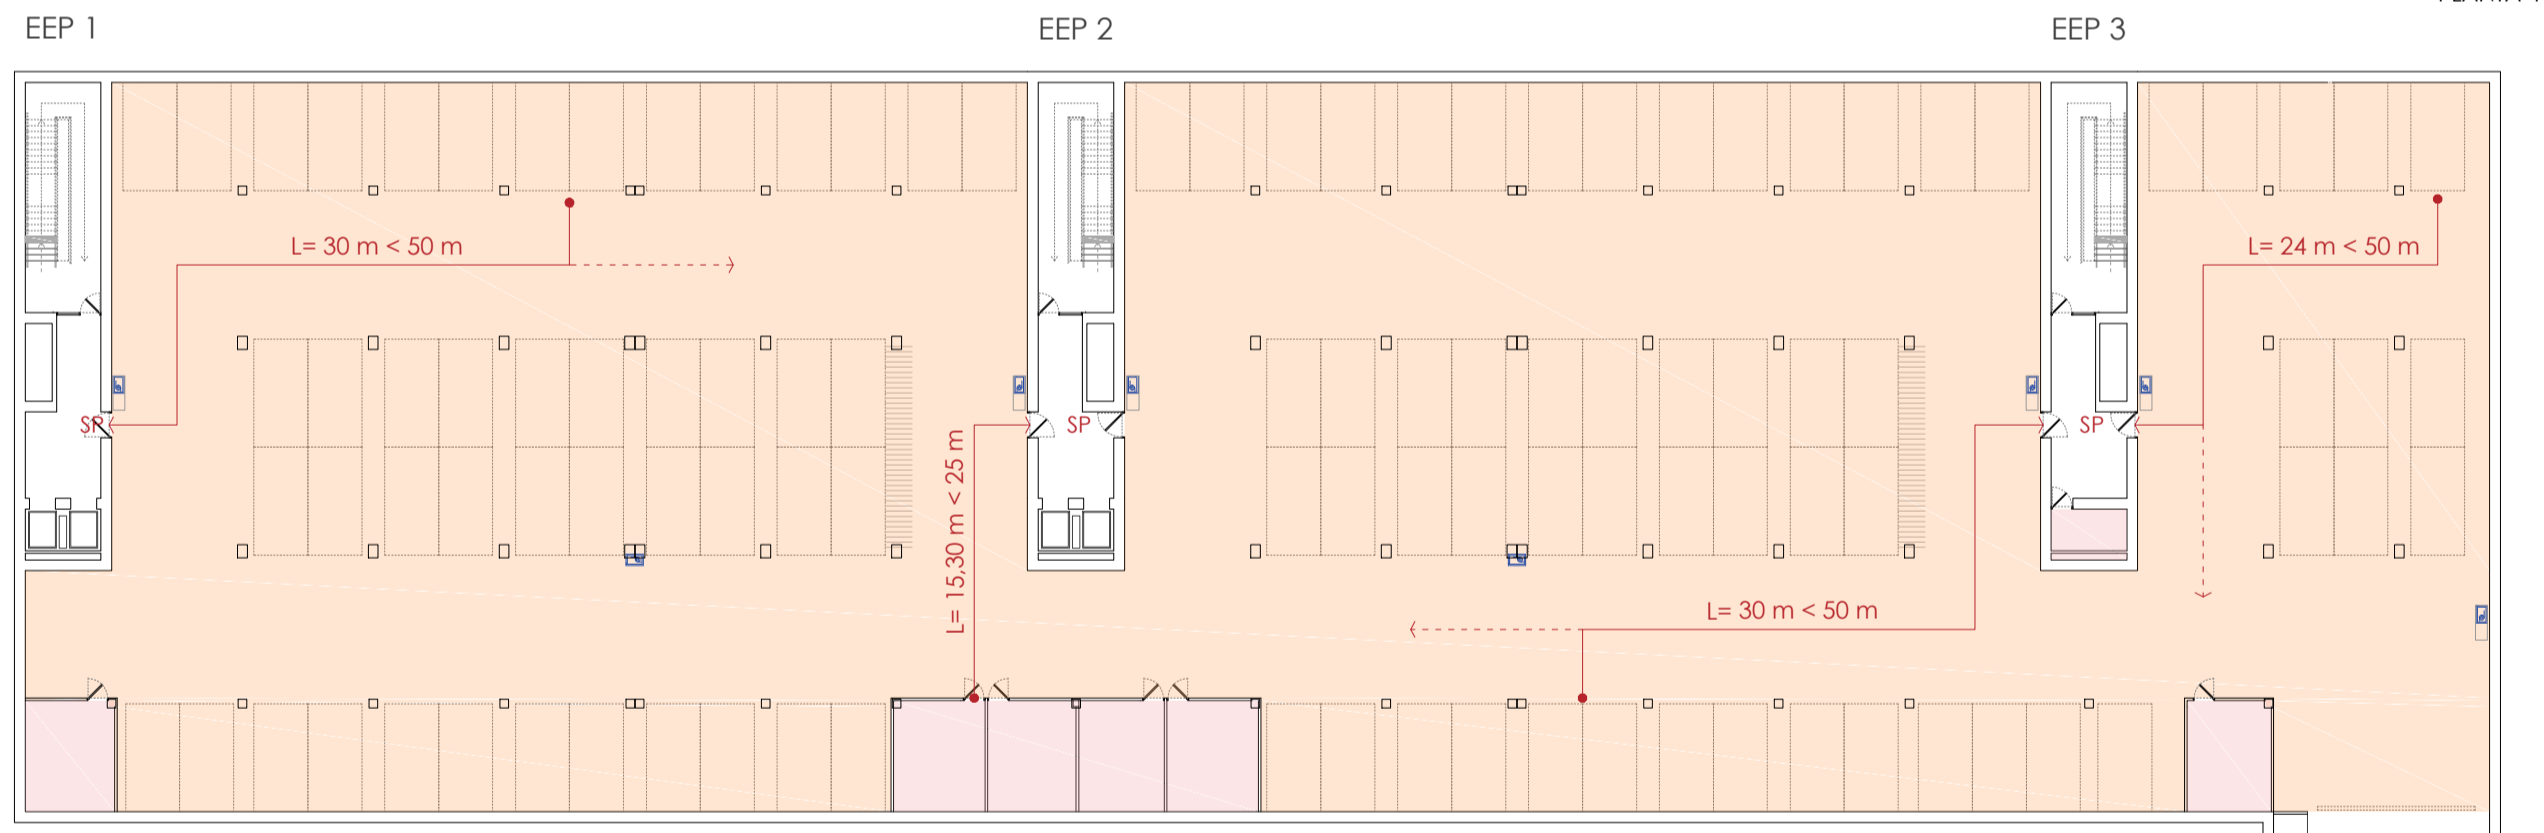 EEP 1
EEP 2
EEP 3
L= 30 m < 50 m
L= 24 m < 50 m
SP
SP
SP
L= 15,30 m < 25 m
L= 30 m < 50 m